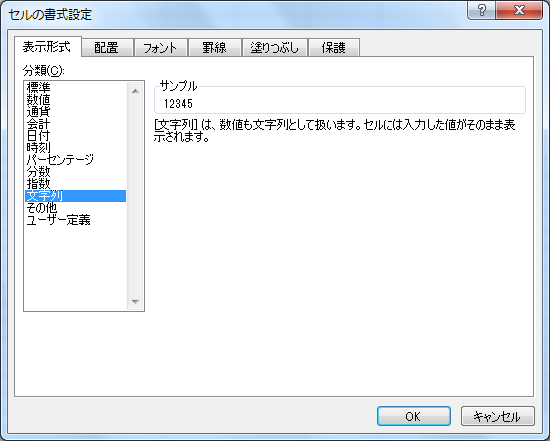 セルの書式設定
表示形式 配置 フォント 罫線 塗りつぶし 保護
分類(C):
標準
数値
通貨
会計
日付
時刻
パーセンテージ
分数
指数
文字列
その他
ユーザー定義
サンプル
12345
[文字列] は、数値も文字列として扱います。セルには入力した値がそのまま表
示されます。
OK キャンセル